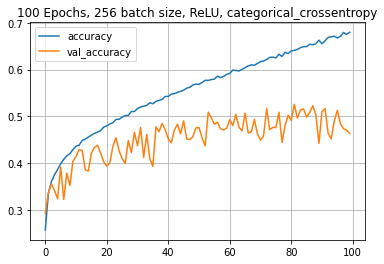 100 Epochs, 256 batch size, ReLU, categorical_crossentropy
0.7
accuracy
val_accuracy
0.6
0.5
0.4
0.3
0 20 40 60 80 100